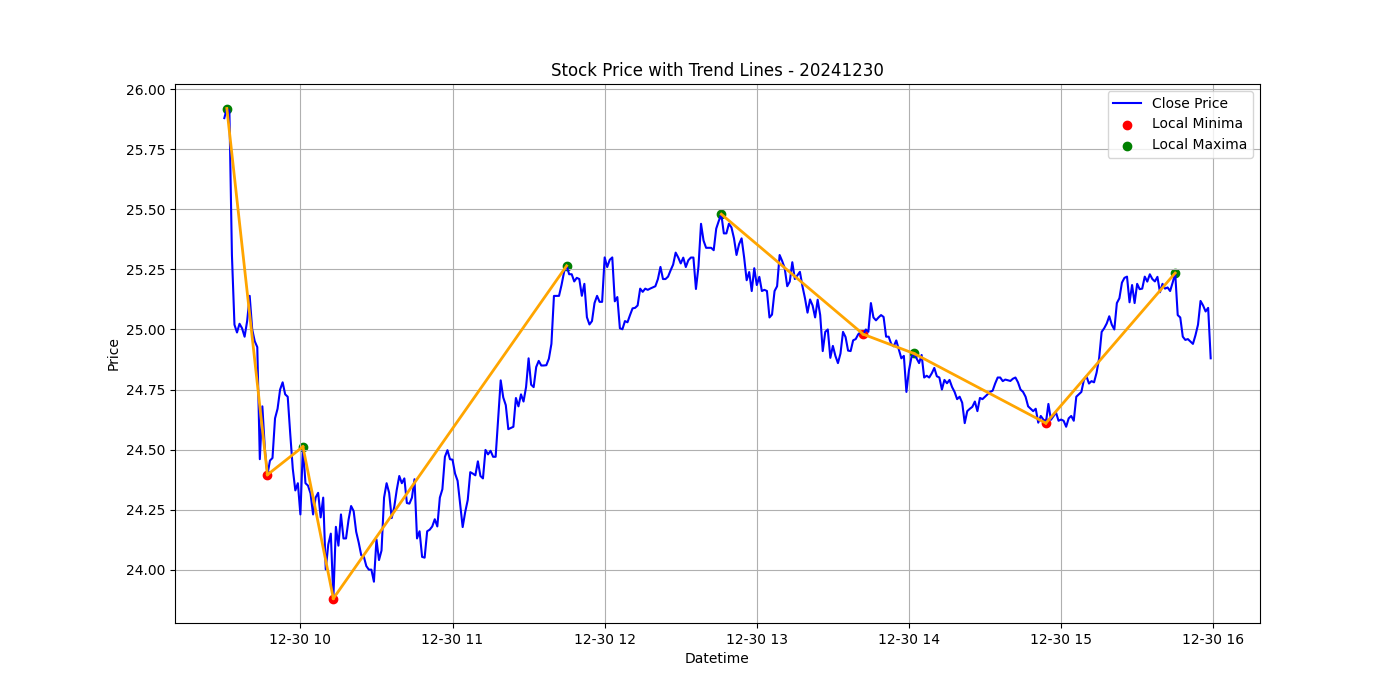 Stock Price with Trend Lines - 20241230
Close Price
Local Minima
Local Maxima
26.00
25.75
25.50
25.25
25.00
24.75
24.50
24.25
24.00
Price
12-30 10
12-30 11
12-30 12
12-30 13
12-30 14
12-30 15
12-30 16
Datetime